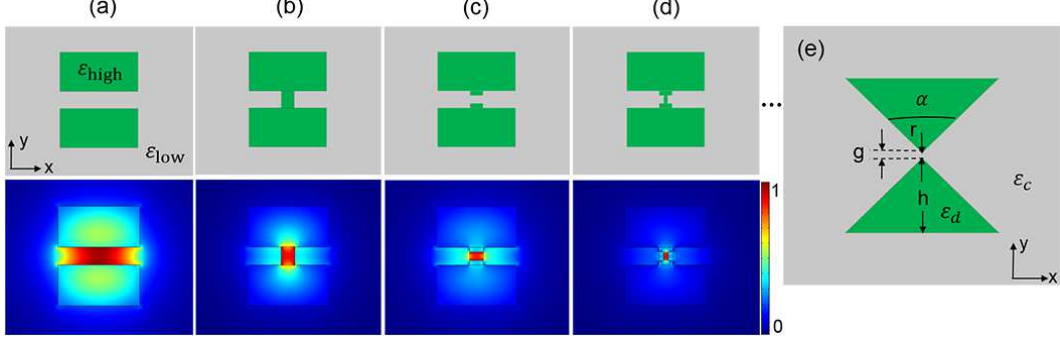 (a)
(b)
(c)
(d)
ε_high
ε_low
y
x
...
1
0
(e)
α
r
g
h
ε_c
ε_d
y
x